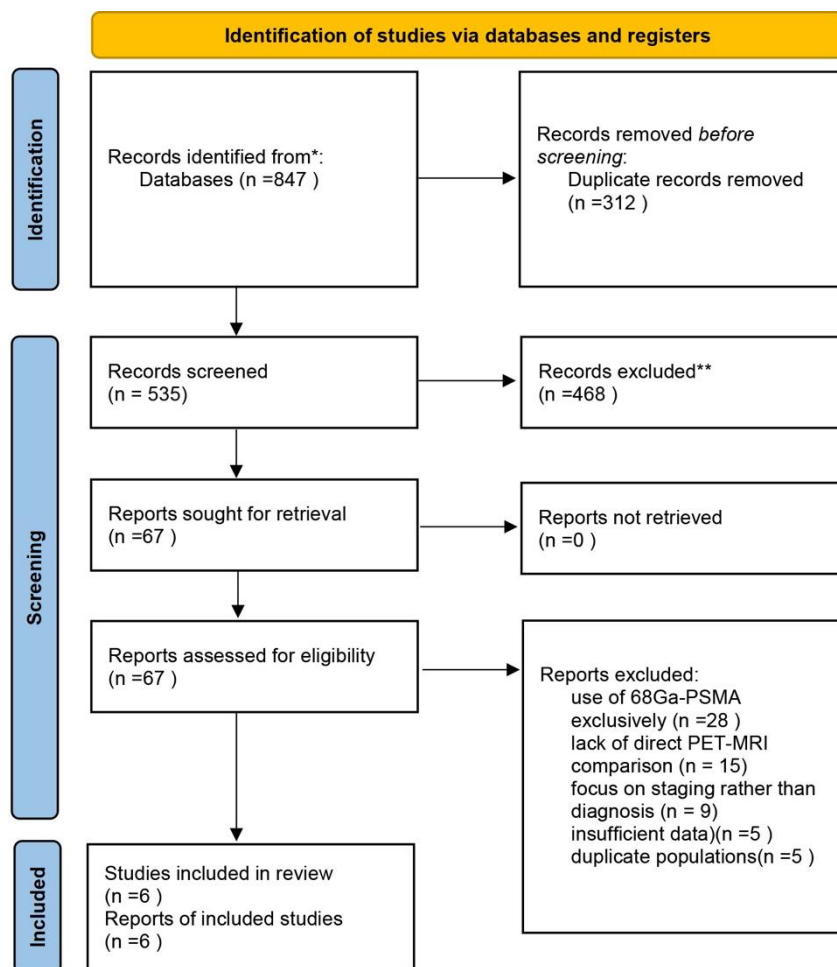 Identification of studies via databases and registers
Identification
Records identified from*:
Databases (n =847 )
Records removed before
screening:
Duplicate records removed
(n =312 )
Screening
Records screened
(n = 535)
Records excluded**
(n =468 )
Reports sought for retrieval
(n =67 )
Reports not retrieved
(n =0 )
Reports assessed for eligibility
(n =67 )
Reports excluded:
use of 68Ga-PSMA
exclusively (n =28 )
lack of direct PET-MRI
comparison (n = 15)
focus on staging rather than
diagnosis (n = 9)
insufficient data)(n =5 )
duplicate populations(n =5 )
Included
Studies included in review
(n =6 )
Reports of included studies
(n =6 )